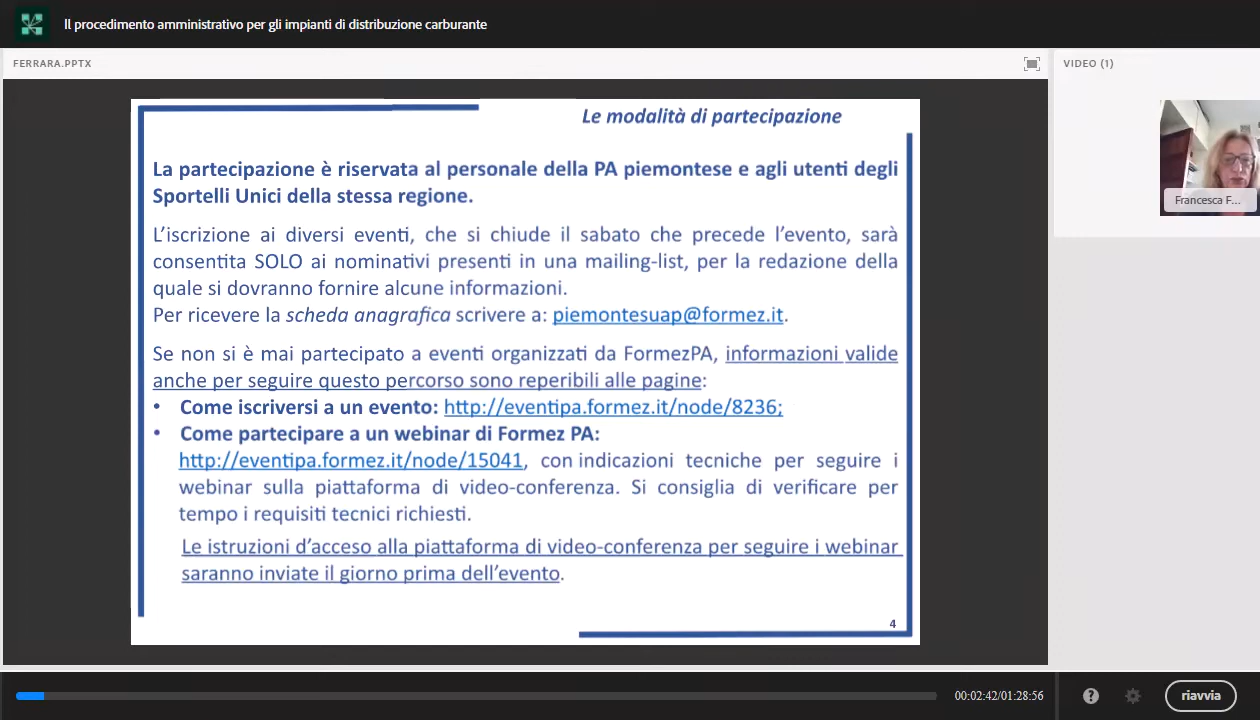 Il procedimento amministrativo per gli impianti di distribuzione carburante
FERRARA.PPTX
VIDEO (1)
Le modalità di partecipazione
La partecipazione è riservata al personale della PA piemontese e agli utenti degli
Sportelli Unici della stessa regione.
L'iscrizione ai diversi eventi, che si chiude il sabato che precede l'evento, sarà
consentita SOLO ai nominativi presenti in una mailing-list, per la redazione della
quale si dovranno fornire alcune informazioni.
Per ricevere la scheda anagrafica scrivere a: piemontesuap@formez.it.
Se non si è mai partecipato a eventi organizzati da FormezPA, informazioni valide
anche per seguire questo percorso sono reperibili alle pagine:
• Come iscriversi a un evento: http://eventipa.formez.it/node/8236;
• Come partecipare a un webinar di Formez PA:
http://eventipa.formez.it/node/15041, con indicazioni tecniche per seguire i
webinar sulla piattaforma di video-conferenza. Si consiglia di verificare per
tempo i requisiti tecnici richiesti.
Le istruzioni d'accesso alla piattaforma di video-conferenza per seguire i webinar
saranno inviate il giorno prima dell'evento.
4
Francesca F...
00:02:42/01:28:56
?
riavvia